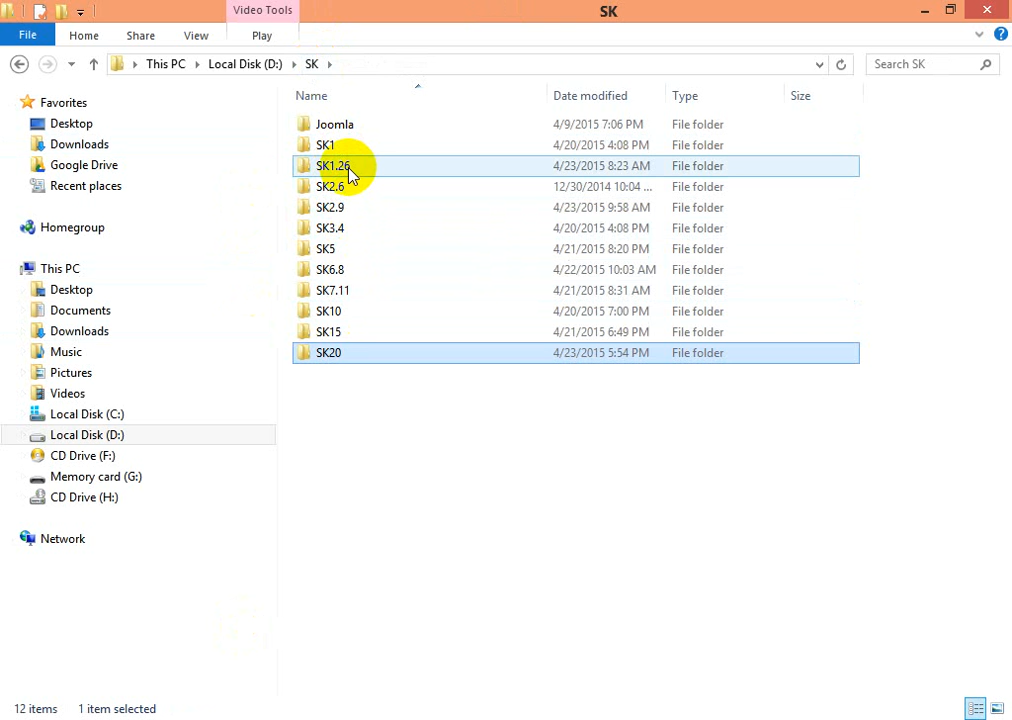 Video Tools
SK
File
Home
Share
View
Play
This PC
Local Disk (D:)
SK
Search SK
Name
Date modified
Type
Size
Favorites
Desktop
Downloads
Google Drive
Recent places
Homegroup
This PC
Desktop
Documents
Downloads
Music
Pictures
Videos
Local Disk (C:)
Local Disk (D:)
CD Drive (F:)
Memory card (G:)
CD Drive (H:)
Network
Joomla 4/9/2015 7:06 PM File folder
SK1 4/20/2015 4:08 PM File folder
SK1.26 4/23/2015 8:23 AM File folder
SK2.6 12/30/2014 10:04 ... File folder
SK2.9 4/23/2015 9:58 AM File folder
SK3.4 4/20/2015 4:08 PM File folder
SK5 4/21/2015 8:20 PM File folder
SK6.8 4/22/2015 10:03 AM File folder
SK7.11 4/21/2015 8:31 AM File folder
SK10 4/20/2015 7:00 PM File folder
SK15 4/21/2015 6:49 PM File folder
SK20 4/23/2015 5:54 PM File folder
12 items
1 item selected